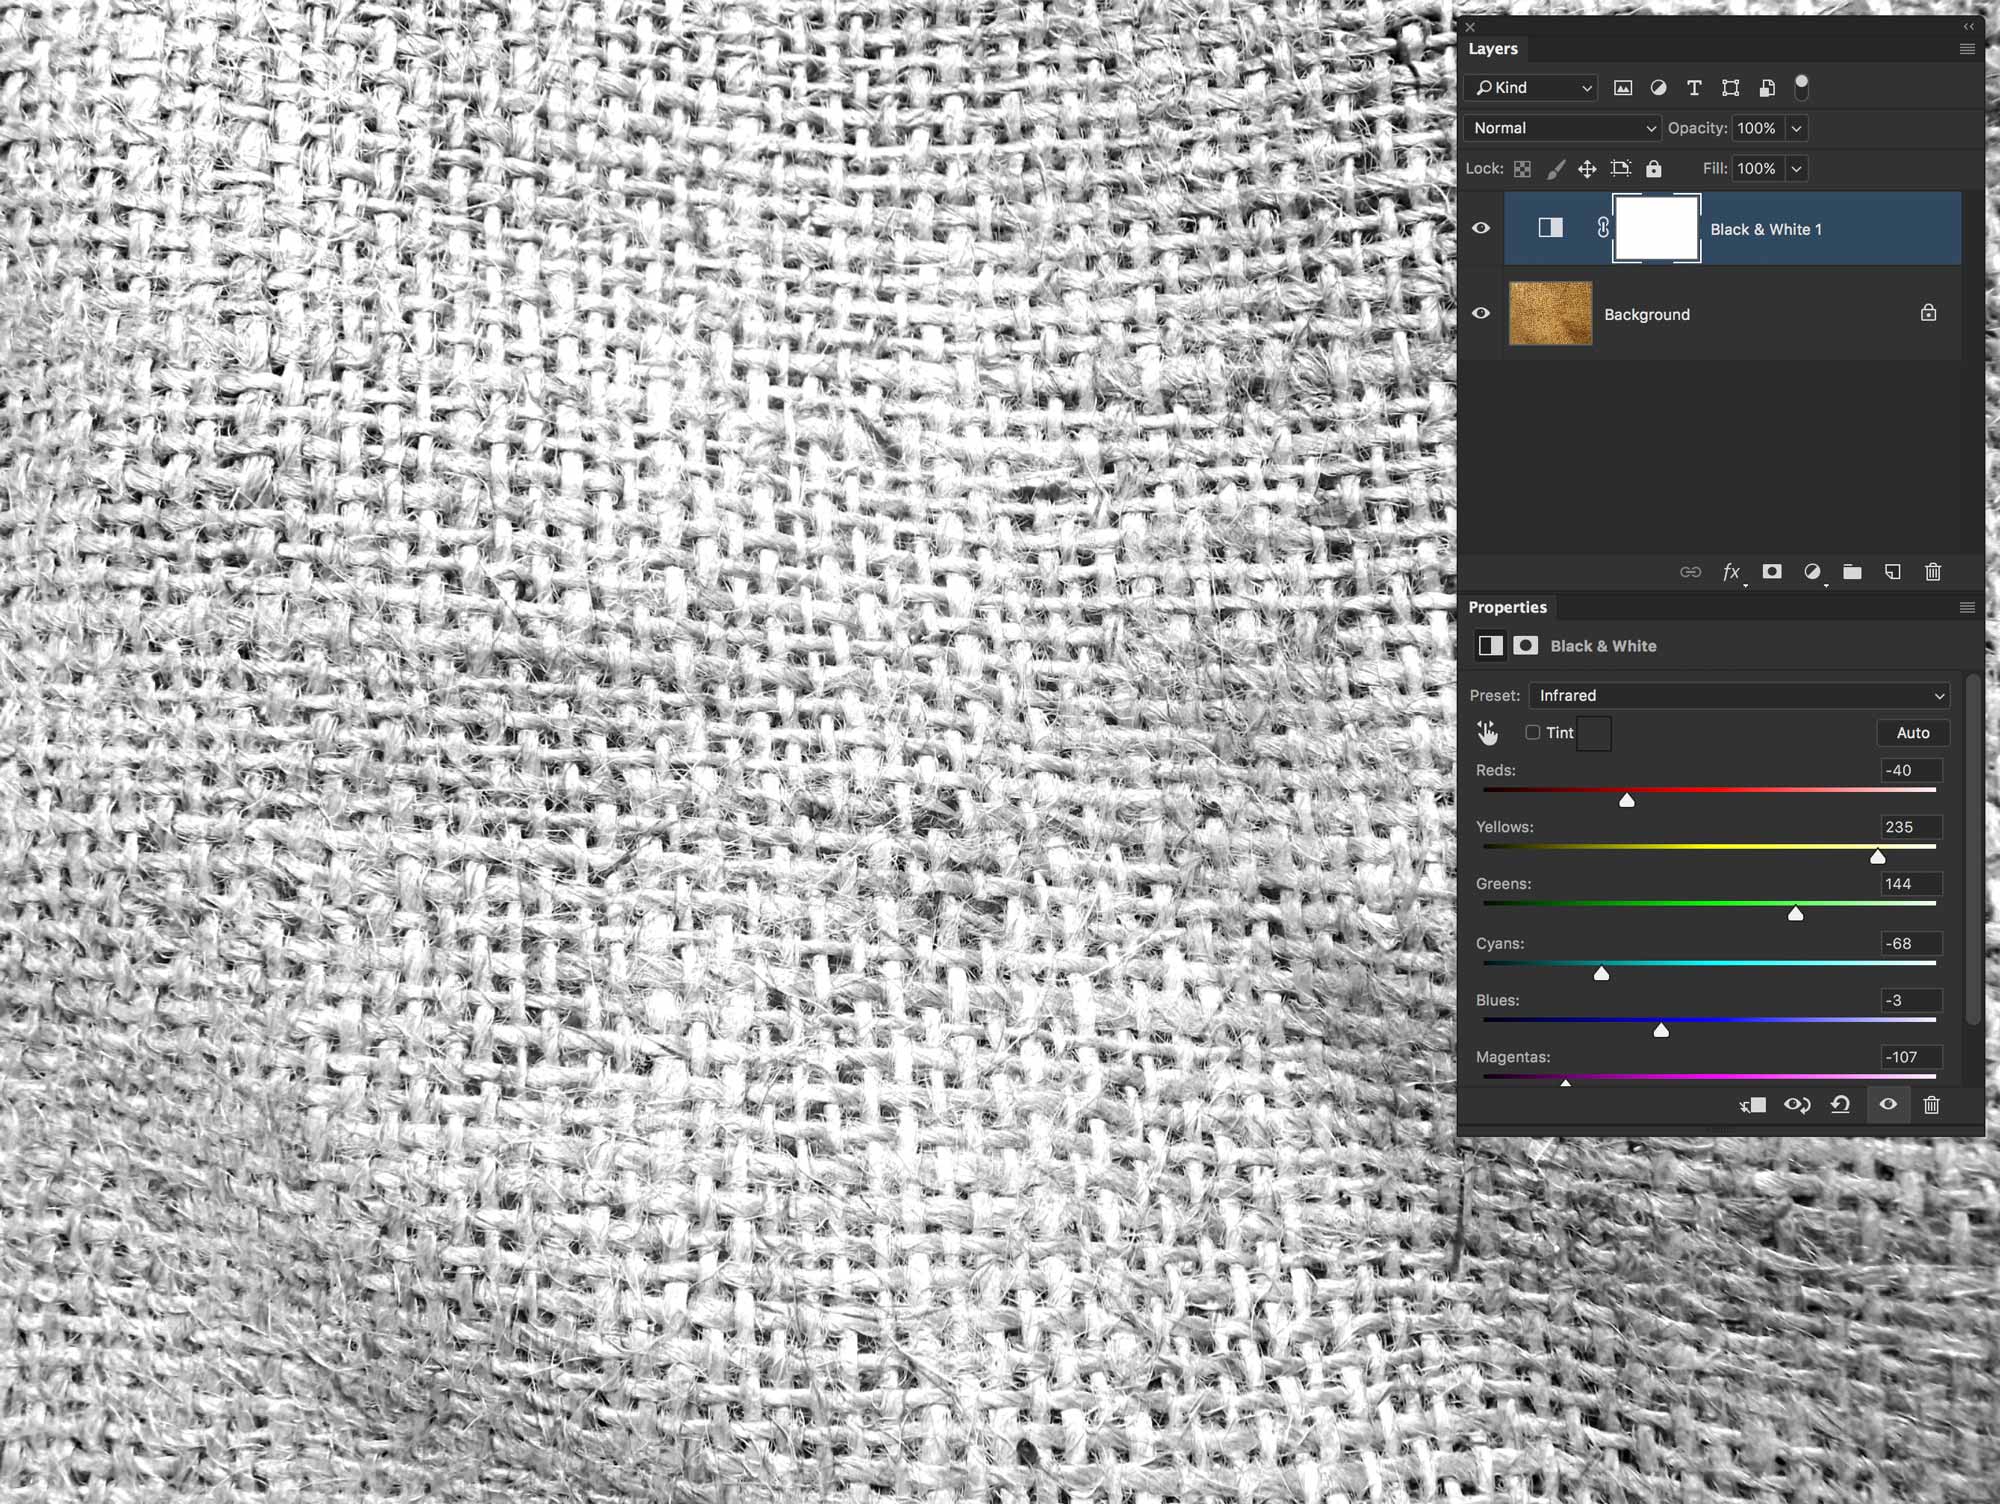 Layers
Kind
Normal Opacity: 100%
Lock: Fill: 100%
Black & White 1
Background
fx
Properties
Black & White
Preset: Infrared
Tint Auto
Reds: -40
Yellows: 235
Greens: 144
Cyans: -68
Blues: -3
Magentas: -107